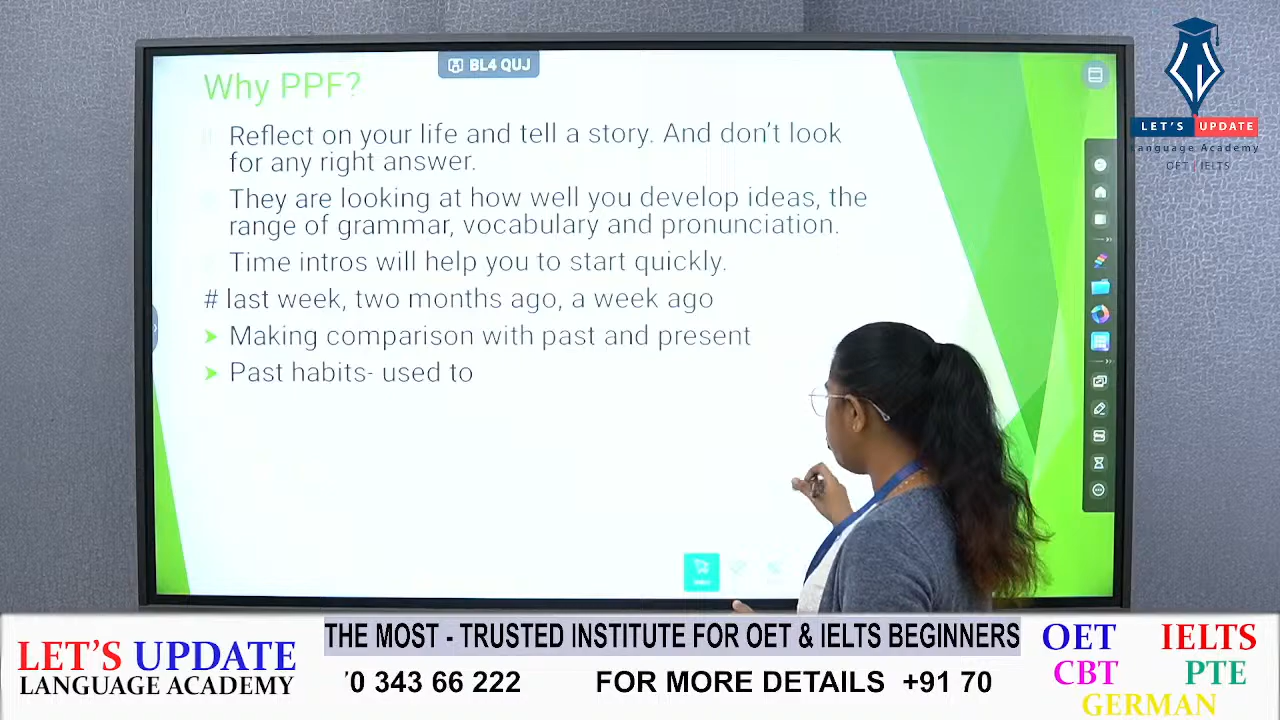 BL4 QUJ
Why PPF?
Reflect on your life and tell a story. And don't look
for any right answer.
They are looking at how well you develop ideas, the
range of grammar, vocabulary and pronunciation.
Time intros will help you to start quickly.
# last week, two months ago, a week ago
➤ Making comparison with past and present
➤ Past habits- used to
LET'S UPDATE
Language Academy
OET | IELTS
LET'S UPDATE
LANGUAGE ACADEMY
THE MOST - TRUSTED INSTITUTE FOR OET & IELTS BEGINNERS
0 343 66 222 FOR MORE DETAILS +91 70
OET IELTS
CBT PTE
GERMAN